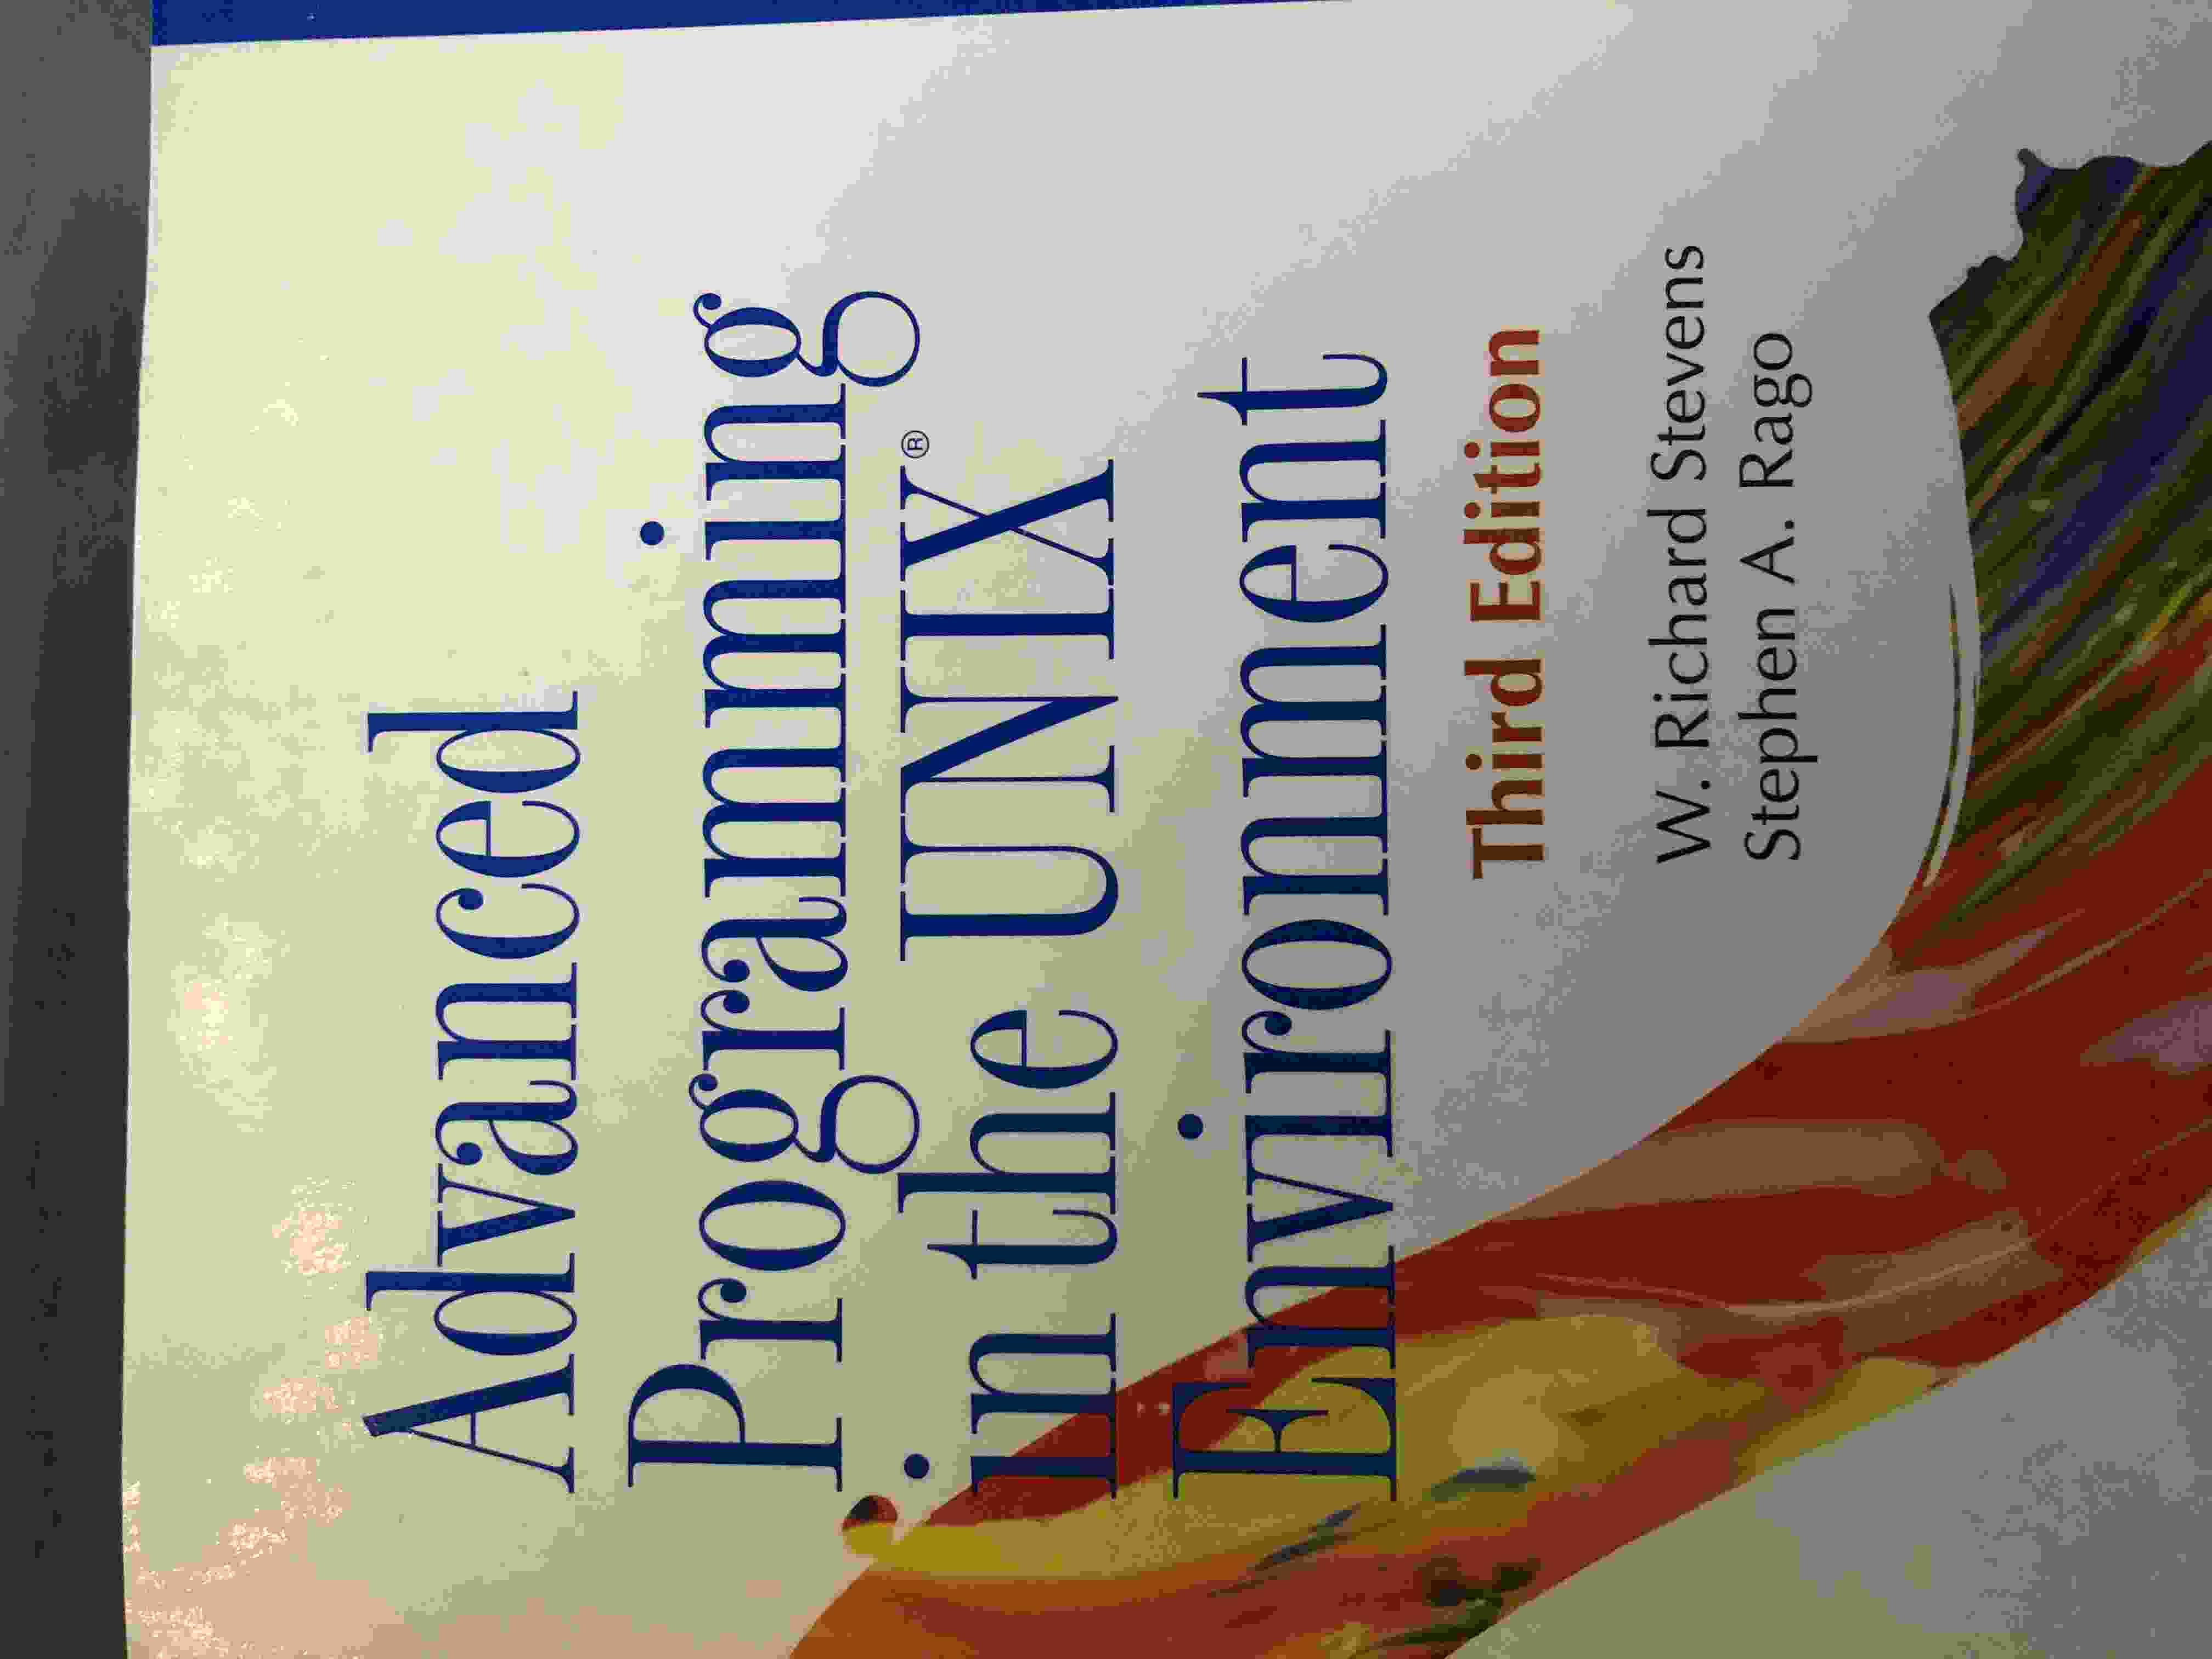 Advanced
Programming
in the UNIX®
Environment
Third Edition
W. Richard Stevens
Stephen A. Rago